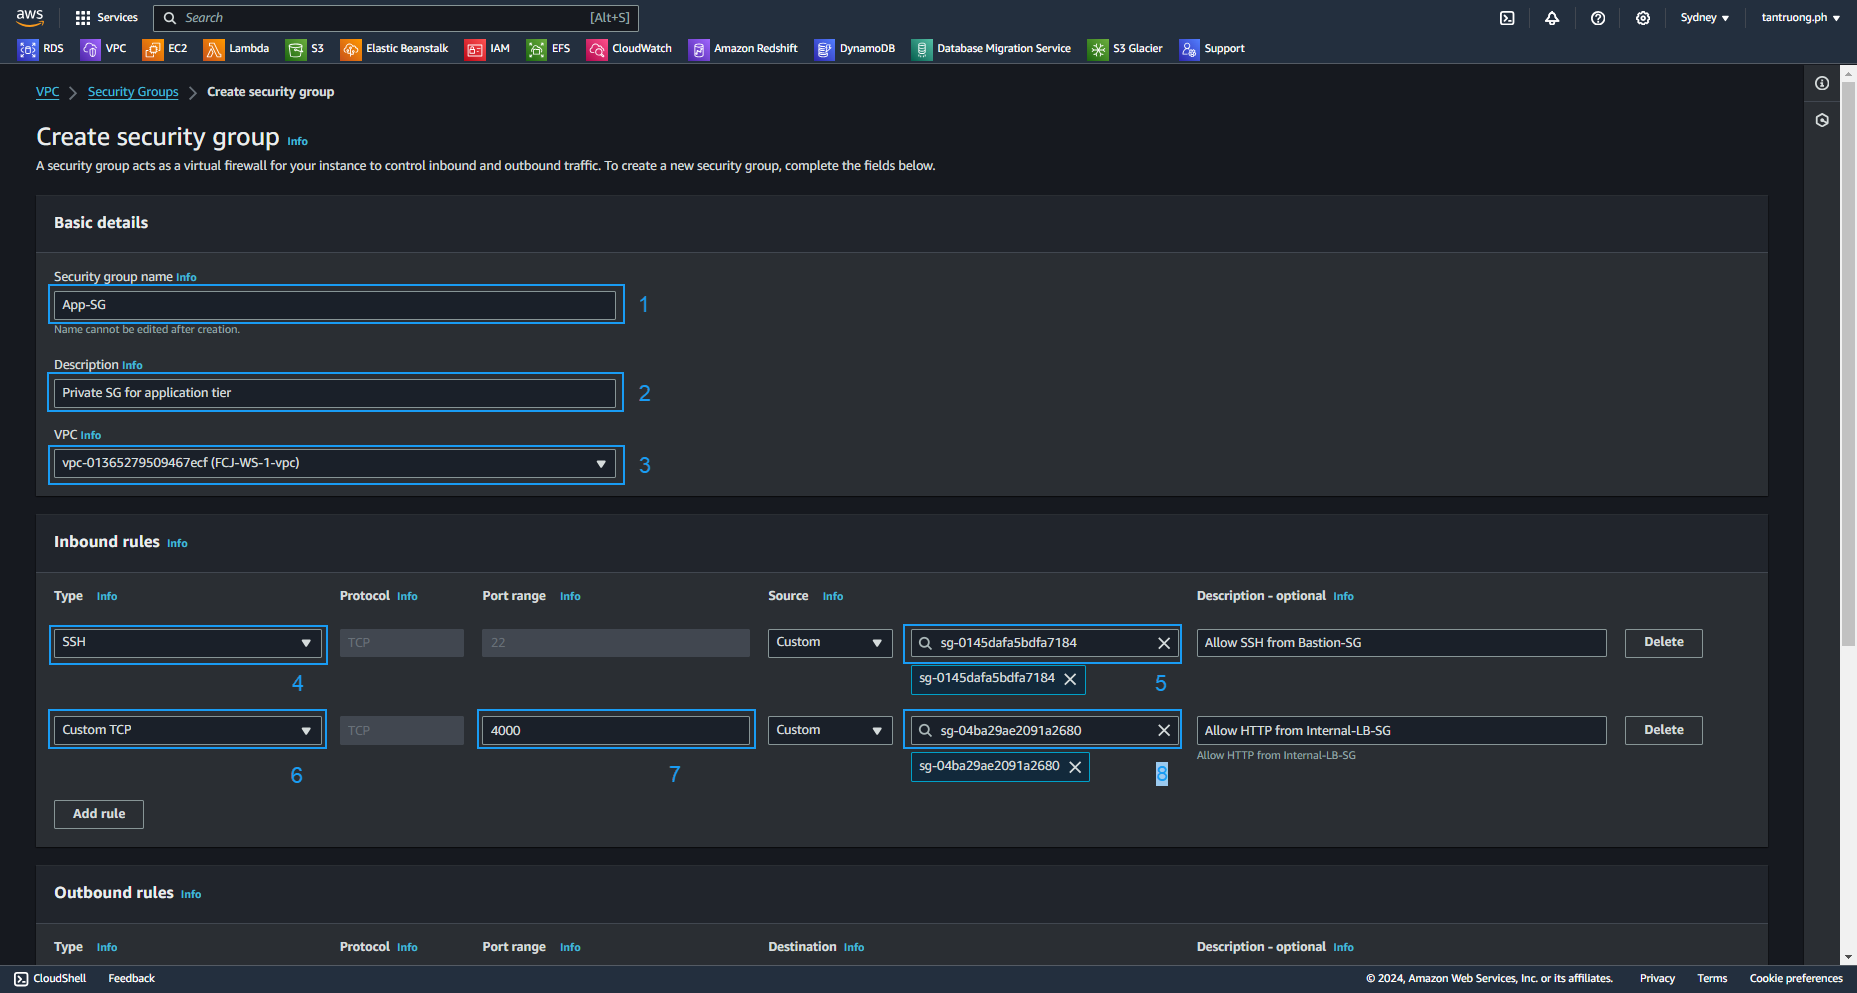 aws Services Search [Alt+S] Sydney tantruong.ph
RDS VPC EC2 Lambda S3 Elastic Beanstalk IAM EFS CloudWatch Amazon Redshift DynamoDB Database Migration Service S3 Glacier Support
VPC Security Groups Create security group
Create security group Info
A security group acts as a virtual firewall for your instance to control inbound and outbound traffic. To create a new security group, complete the fields below.
Basic details
Security group name Info
App-SG 1
Name cannot be edited after creation.
Description Info
Private SG for application tier 2
VPC Info
vpc-01365279509467ecf (FCJ-WS-1-vpc) 3
Inbound rules Info
Type Info Protocol Info Port range Info Source Info Description - optional Info
SSH TCP 22 Custom sg-0145dafa5bdfa7184 Allow SSH from Bastion-SG Delete
4 sg-0145dafa5bdfa7184 5
Custom TCP TCP 4000 Custom sg-04ba29ae2091a2680 Allow HTTP from Internal-LB-SG Delete
Allow HTTP from Internal-LB-SG
6 7 sg-04ba29ae2091a2680 8
Add rule
Outbound rules Info
Type Info Protocol Info Port range Info Destination Info Description - optional Info
CloudShell Feedback © 2024, Amazon Web Services, Inc. or its affiliates. Privacy Terms Cookie preferences